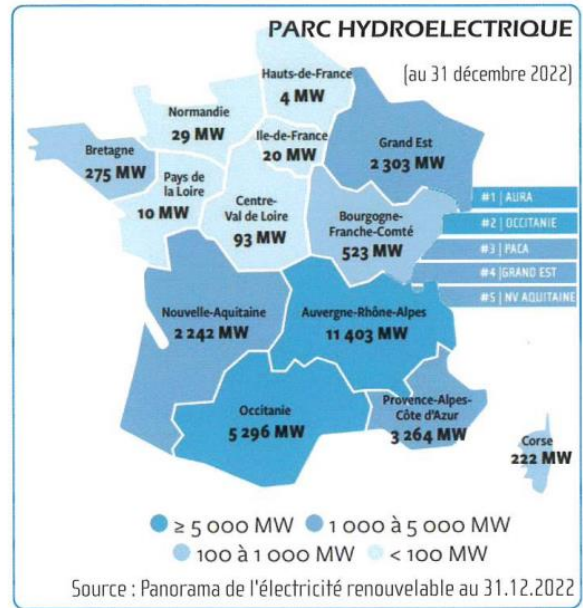 PARC HYDROELECTRIQUE
(au 31 décembre 2022)
Hauts-de-France
4 MW
Normandie
29 MW
Ile-de-France
20 MW
Grand Est
2 303 MW
Bretagne
275 MW
Pays de
la Loire
10 MW
Centre-
Val de Loire
93 MW
Bourgogne-
Franche-Comté
523 MW
#1 | AURA
#2 | OCCITANIE
#3 | PACA
#4 |GRAND EST
#5 | NV AQUITAINE
Nouvelle-Aquitaine
2 242 MW
Auvergne-Rhône-Alpes
11 403 MW
Occitanie
5 296 MW
Provence-Alpes-
Côte d'Azur
3 264 MW
Corse
222 MW
≥ 5 000 MW
1 000 à 5 000 MW
100 à 1 000 MW
< 100 MW
Source : Panorama de l'électricité renouvelable au 31.12.2022